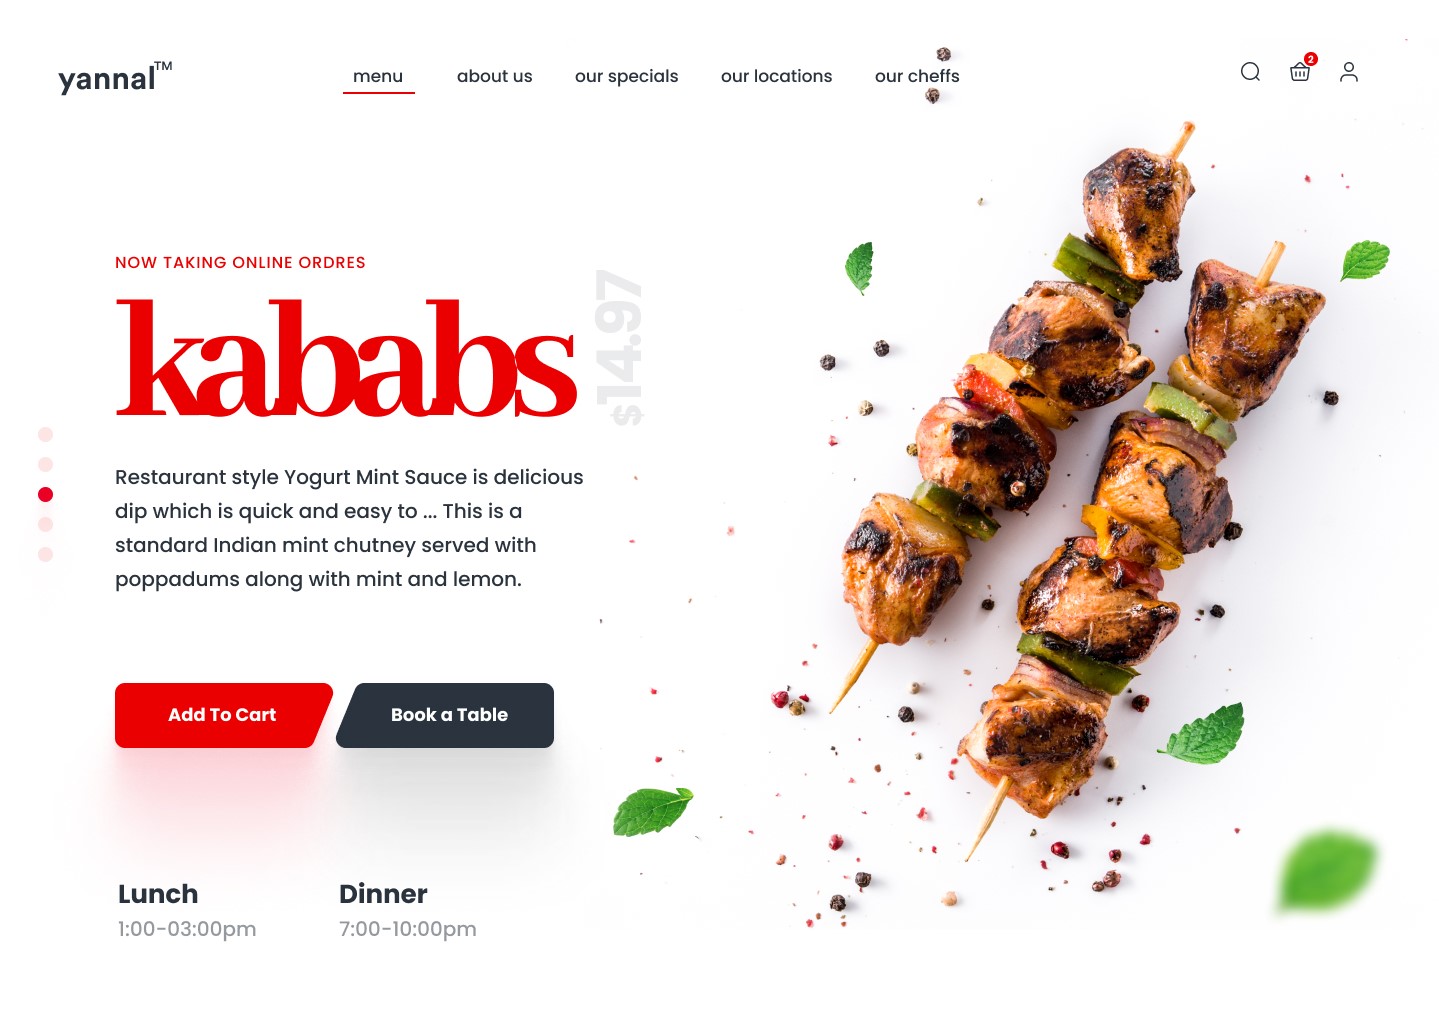 yannal™
menu
about us
our specials
our locations
our cheffs
2
NOW TAKING ONLINE ORDRES
kababs
$14.97
Restaurant style Yogurt Mint Sauce is delicious
dip which is quick and easy to ... This is a
standard Indian mint chutney served with
poppadums along with mint and lemon.
Add To Cart
Book a Table
Lunch
1:00-03:00pm
Dinner
7:00-10:00pm